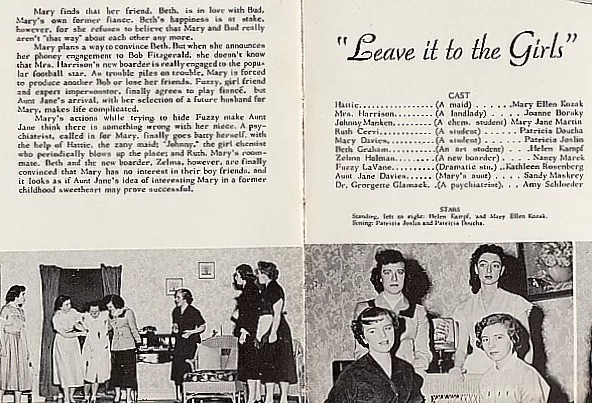 Mary finds that her friend, Beth, is in love with Bud,
Mary's own former fiance. Beth's happiness is at stake,
however, for she refuses to believe that Mary and Bud really
aren't "that way" about each other any more.
Mary plans a way to convince Beth. But when she announces
her phoney engagement to Bob Fitzgerald, she doesn't know
that Mrs. Harrison's new boarder is really engaged to the popu-
lar football star. As trouble piles on trouble, Mary is forced
to produce another Bob or lose her friends. Fuzzy, girl friend
and expert impersonator, finally agrees to play fiancé, but
Aunt Jane's arrival, with her selection of a future husband for
Mary, makes life complicated.
Mary's actions while trying to hide Fuzzy make Aunt
Jane think there is something wrong with her niece. A psy-
chiatrist, called in for Mary, finally goes batty herself, with
the help of Hattie, the zany maid; "Johnny," the girl chemist
who periodically blows up the place; and Ruth, Mary's room-
mate. Beth and the new boarder, Zelma, however, are finally
convinced that Mary has no interest in their boy friends, and
it looks as if Aunt Jane's idea of interesting Mary in a former
childhood sweetheart may prove successful.
"Leave it to the Girls"
CAST
Hattie..................(A maid) . . . . .Mary Ellen Kozak
Mrs. Harrison...........(A landlady) . . . . Joanne Borsky
Johnny Manken.....(A chem. student) Mary Jane Martin
Ruth Cervi..............(A student) . . . . . Patricia Doucha
Mary Davies.............(A student) . . . . . Patricia Joslin
Beth Graham..........(An art student) . . . Helen Kampf
Zelma Holman.........(A new boarder) . . . Nancy Marek
Fuzzy LaVane........(Dramatic stu.) ..Kathleen Rosenberg
Aunt Jane Davies.....(Mary's aunt) . . . .Sandy Maskrey
Dr. Georgette Glamaek..(A psychiatrist). . . Amy Schloeder
STARS
Standing, left to right: Helen Kampf, and Mary Ellen Kozak.
Sitting: Patricia Joslin and Patricia Doucha.